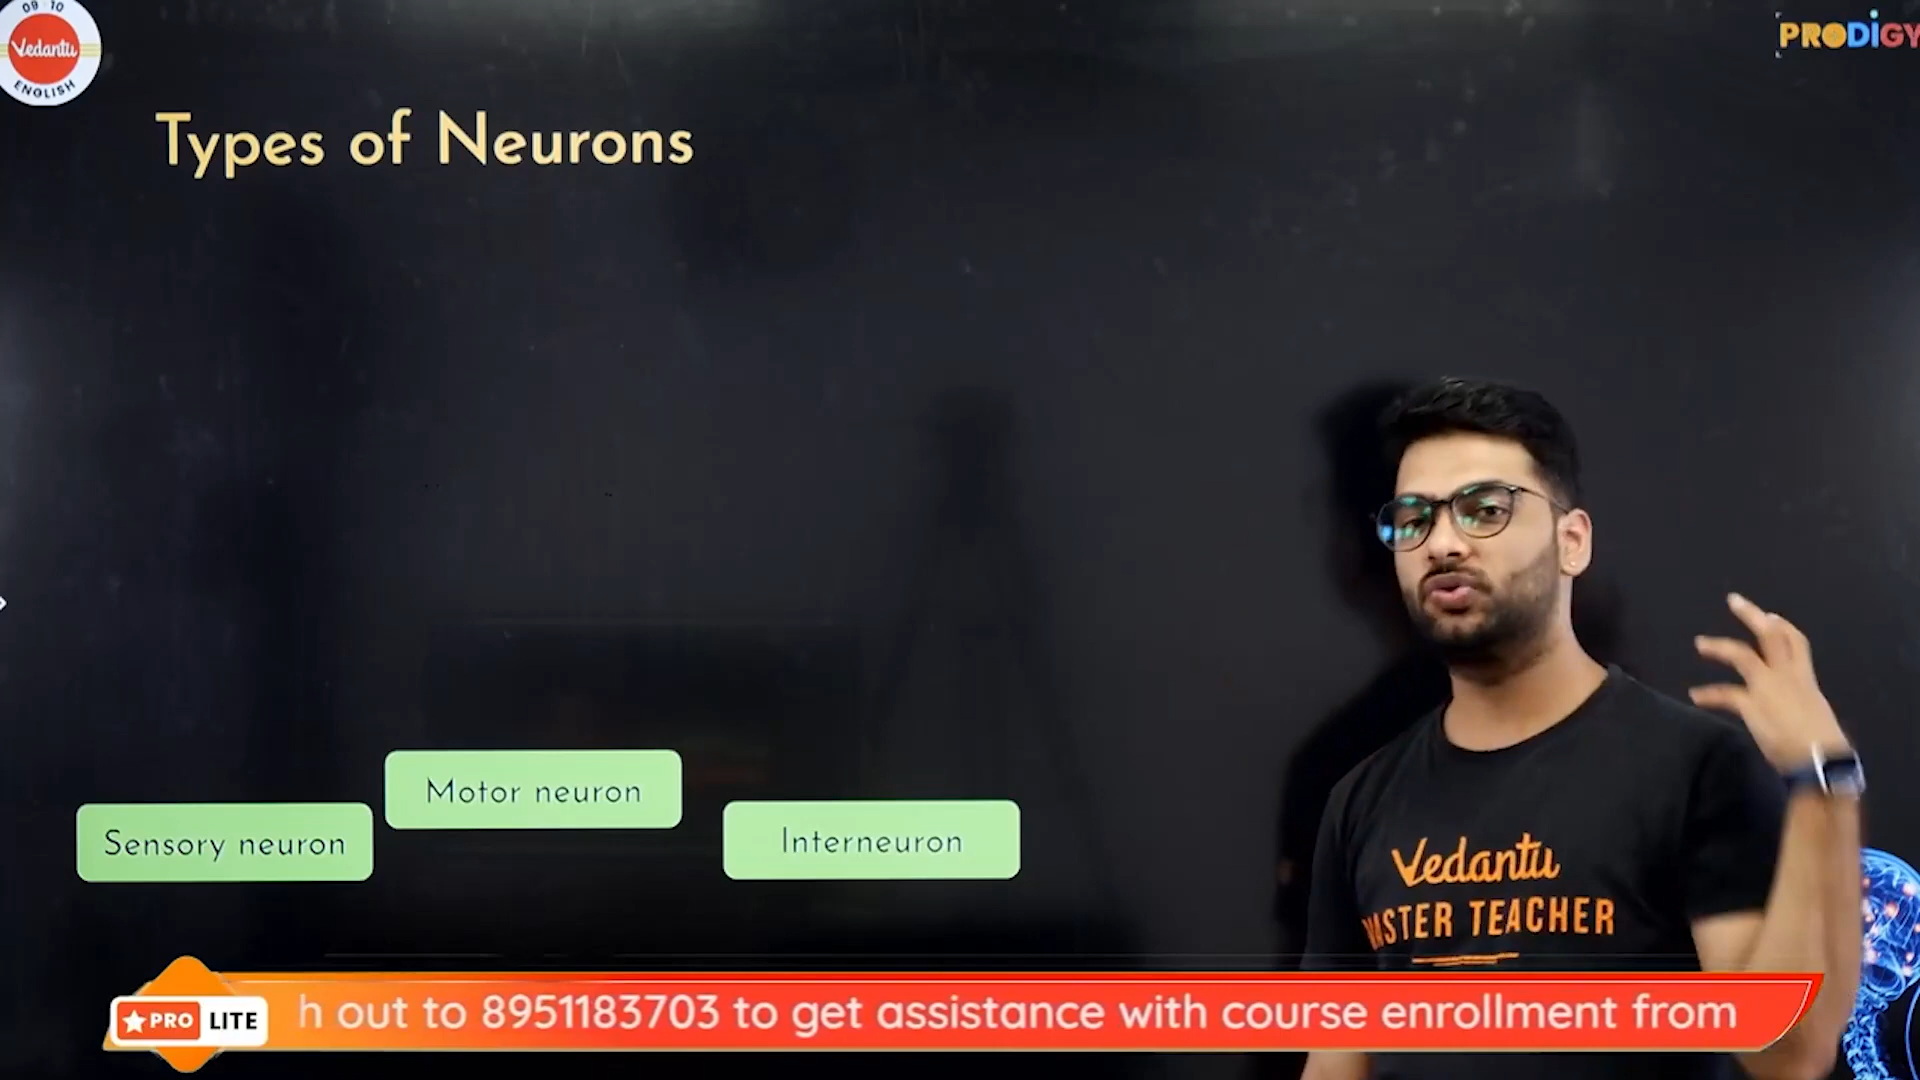 09 10
Vedantu
ENGLISH
PRODIGY
Types of Neurons
Motor neuron
Sensory neuron
Interneuron
Vedantu
MASTER TEACHER
PRO LITE
h out to 8951183703 to get assistance with course enrollment from